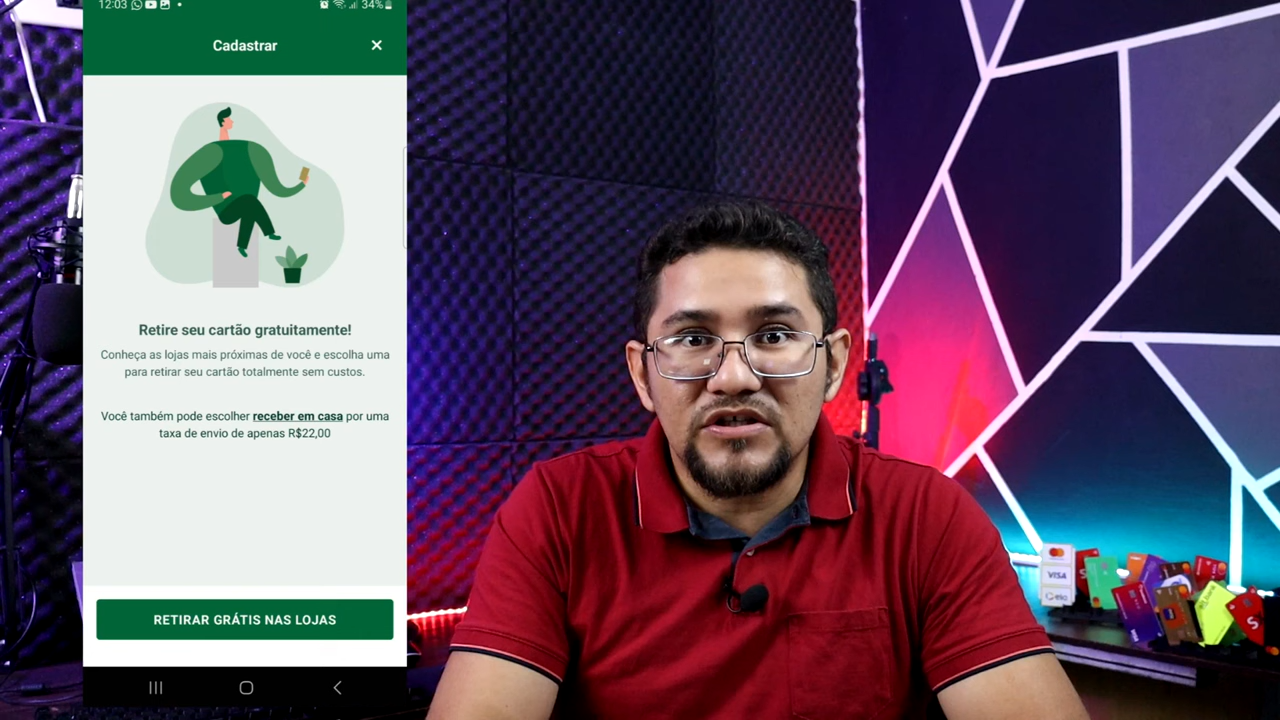 12:03
34%
Cadastrar
Retire seu cartão gratuitamente!
Conheça as lojas mais próximas de você e escolha uma
para retirar seu cartão totalmente sem custos.
Você também pode escolher receber em casa por uma
taxa de envio de apenas R$22,00
RETIRAR GRÁTIS NAS LOJAS
VISA
elo